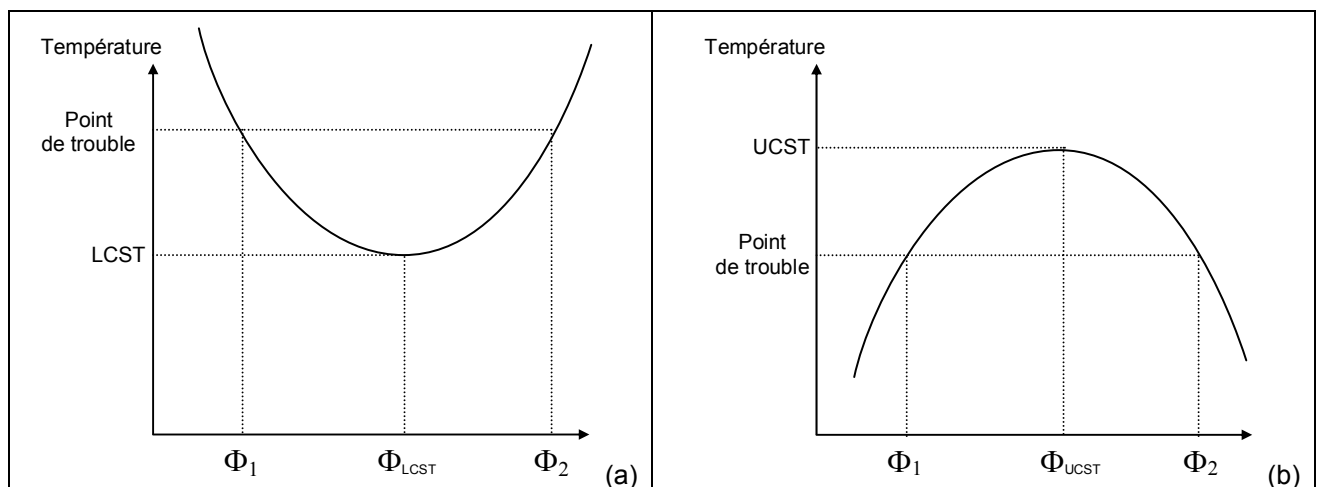 Température
Point
de trouble
LCST
Φ1
ΦLCST
Φ2
(a)
Température
UCST
Point
de trouble
Φ1
ΦUCST
Φ2
(b)